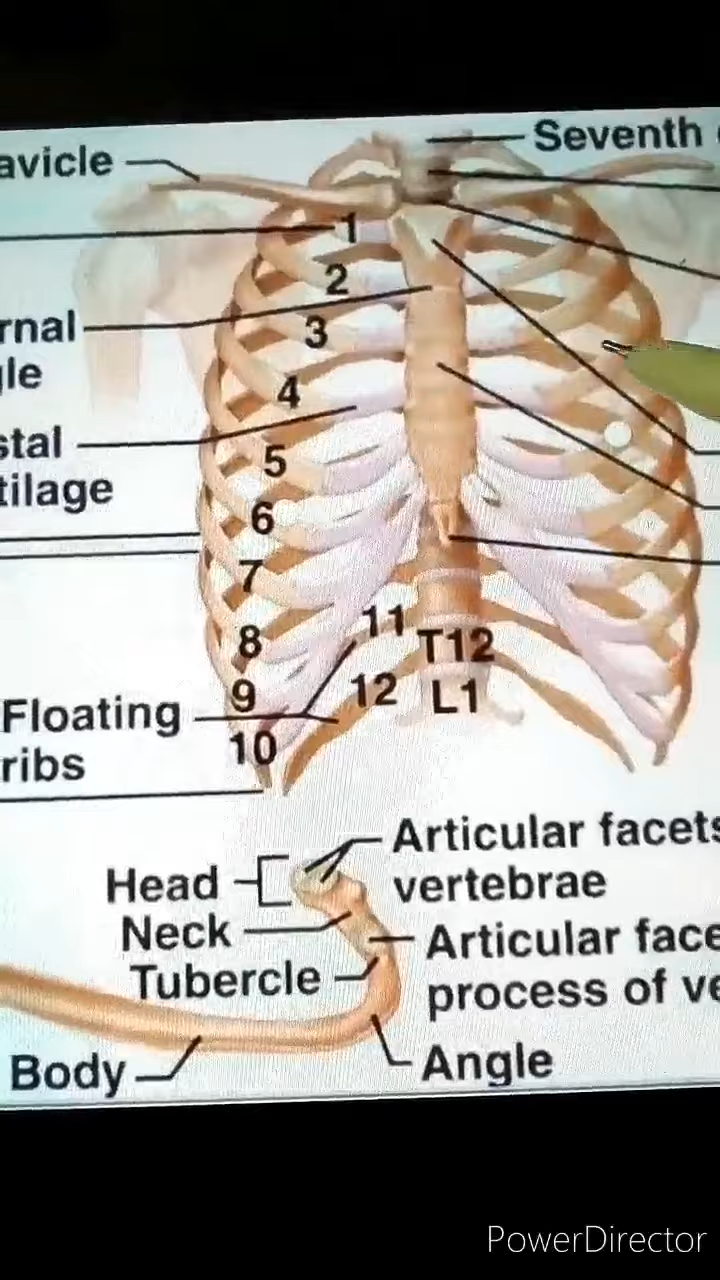 Seventh
avicle
1
2
rnal
3
le
4
stal
5
tilage
6
7
11
8
T12
12
L1
9
Floating
ribs
10
Articular facets
Head
vertebrae
Neck
Articular face
Tubercle
process of ve
Body
Angle
PowerDirector